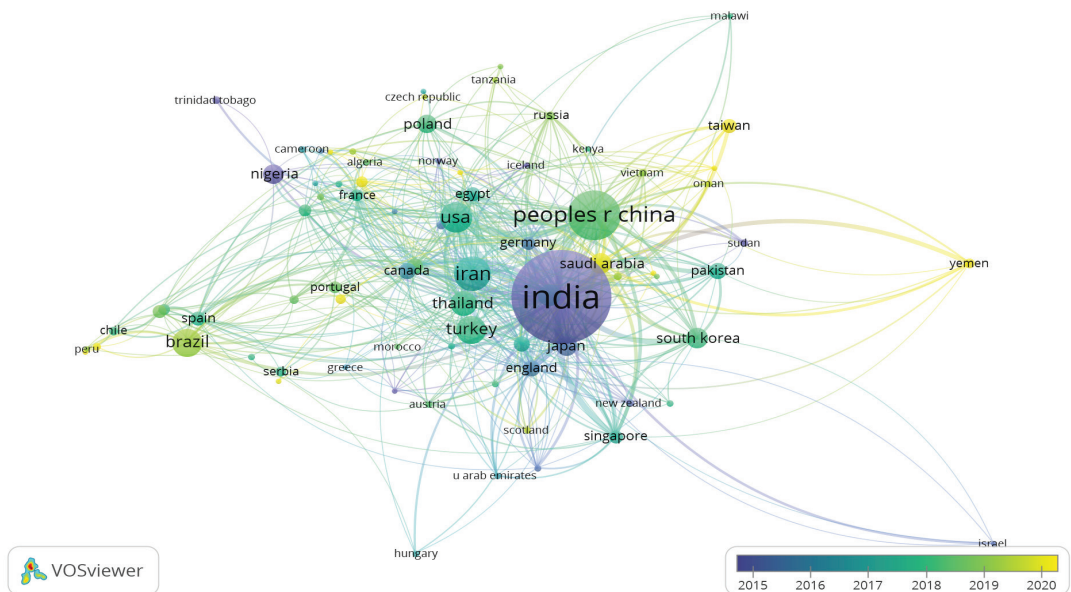 malawi
tanzania
czech republic
trinidad tobago
russia
poland
taiwan
cameroon
kenya
algeria
norway
iceland
nigeria
vietnam
oman
france
egypt
usa
peoples r china
germany
sudan
canada
iran
saudi arabia
pakistan
yemen
portugal
thailand
india
spain
chile
turkey
brazil
japan
south korea
peru
morocco
serbia
greece
england
austria
new zealand
scotland
singapore
u arab emirates
hungary
israel
VOSviewer
2015 2016 2017 2018 2019 2020